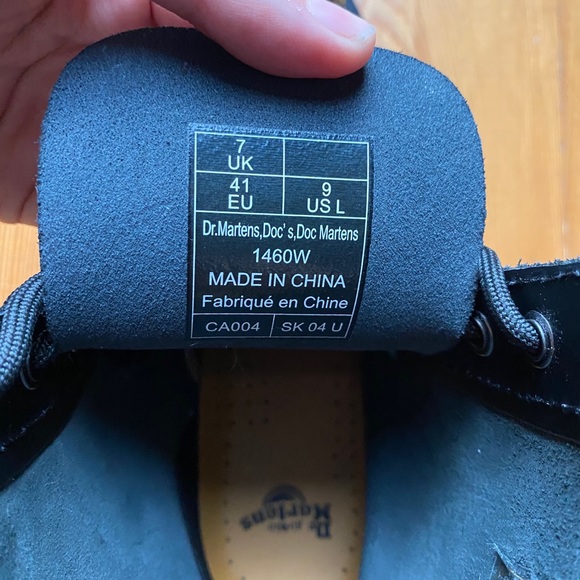 7
UK
41
EU
9
US L
Dr.Martens,Doc's,Doc Martens
1460W
MADE IN CHINA
Fabriqué en Chine
CA004
SK 04 U
Dr Martens